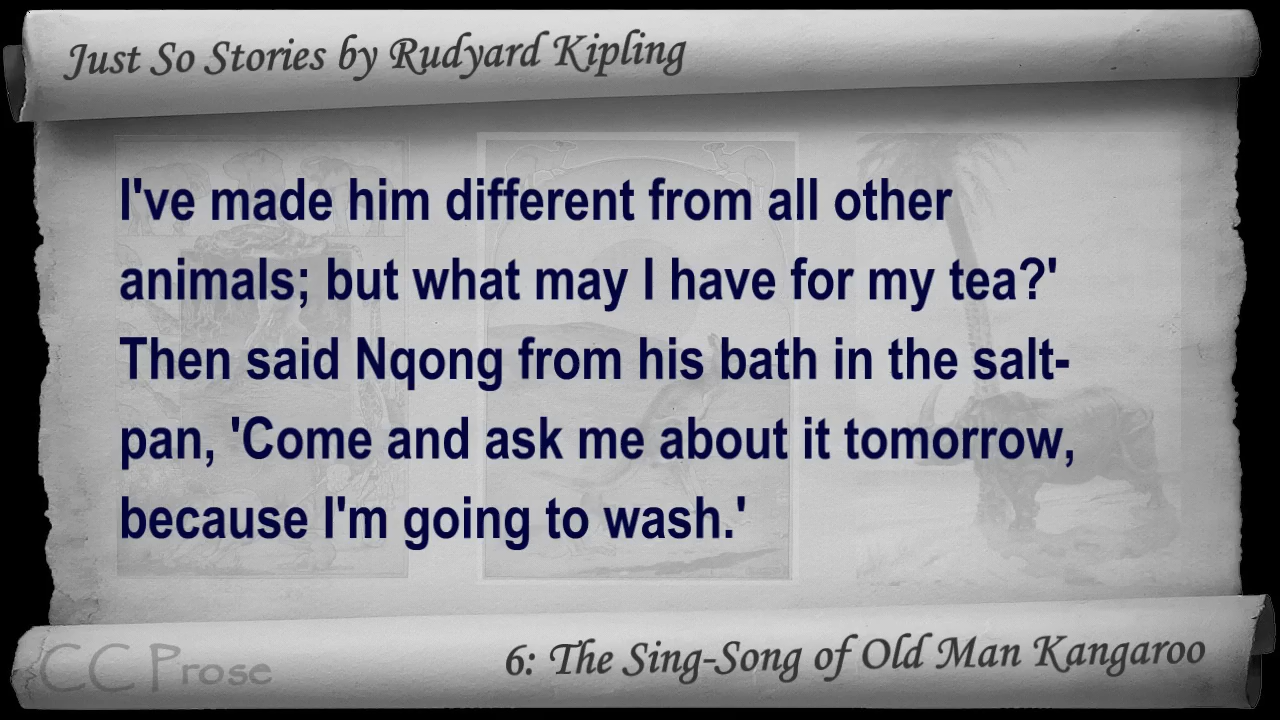 Just So Stories by Rudyard Kipling
I've made him different from all other
animals; but what may I have for my tea?'
Then said Nqong from his bath in the salt-
pan, 'Come and ask me about it tomorrow,
because I'm going to wash.'
CC Prose
6: The Sing-Song of Old Man Kangaroo